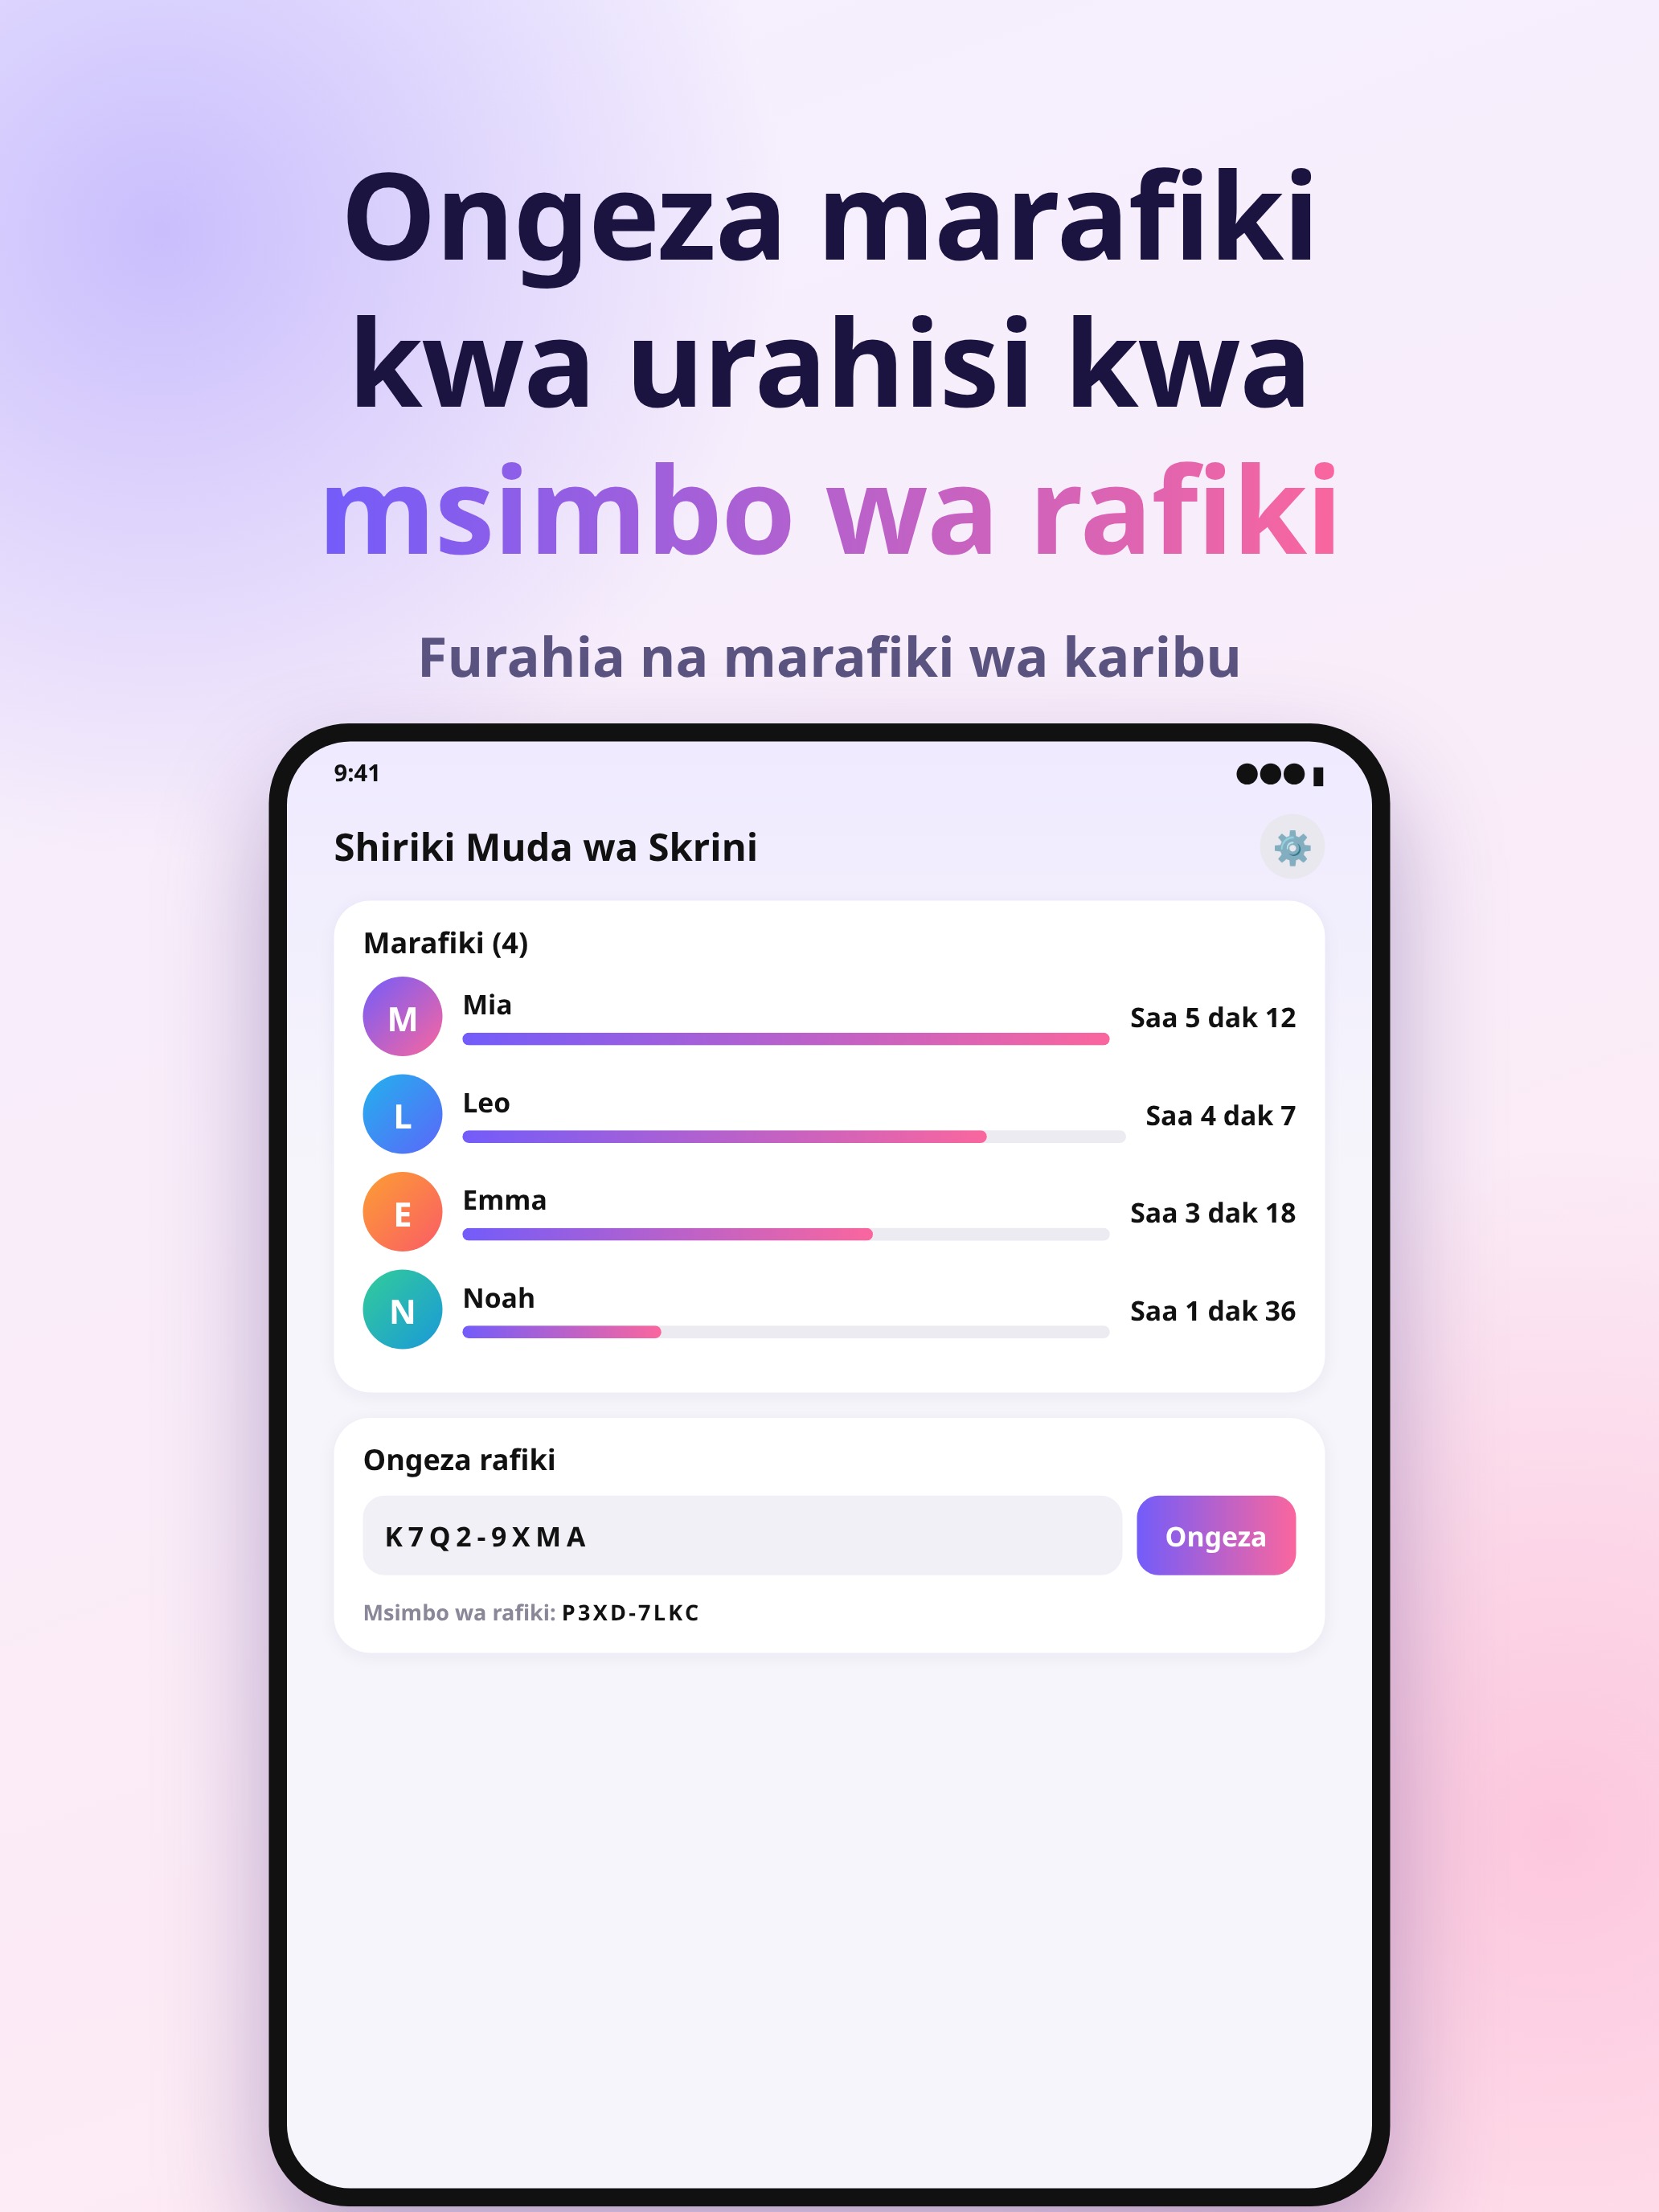 Ongeza marafiki
kwa urahisi kwa
msimbo wa rafiki
Furahia na marafiki wa karibu
9:41
Shiriki Muda wa Skrini
Marafiki (4)
M
Mia
Saa 5 dak 12
L
Leo
Saa 4 dak 7
E
Emma
Saa 3 dak 18
N
Noah
Saa 1 dak 36
Ongeza rafiki
K7Q2-9XMA
Ongeza
Msimbo wa rafiki: P3XD-7LKC